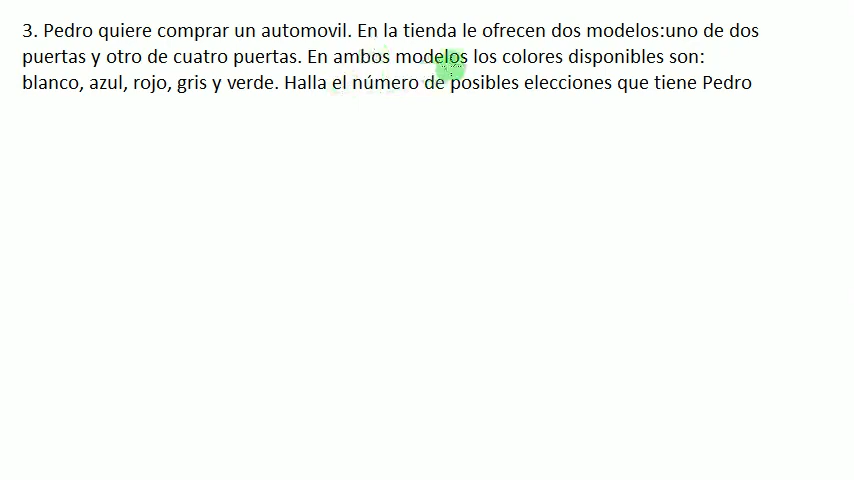 3. Pedro quiere comprar un automovil. En la tienda le ofrecen dos modelos:uno de dos
puertas y otro de cuatro puertas. En ambos modelos los colores disponibles son:
blanco, azul, rojo, gris y verde. Halla el número de posibles elecciones que tiene Pedro